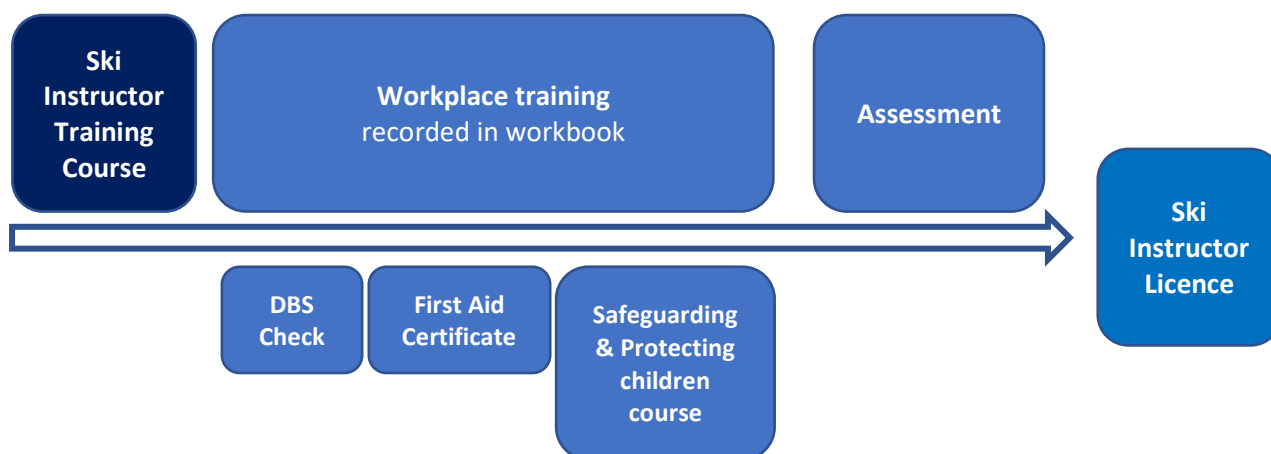 Ski
Instructor
Training
Course
Workplace training
recorded in workbook
Assessment
Ski
Instructor
Licence
DBS
Check
First Aid
Certificate
Safeguarding
& Protecting
children
course